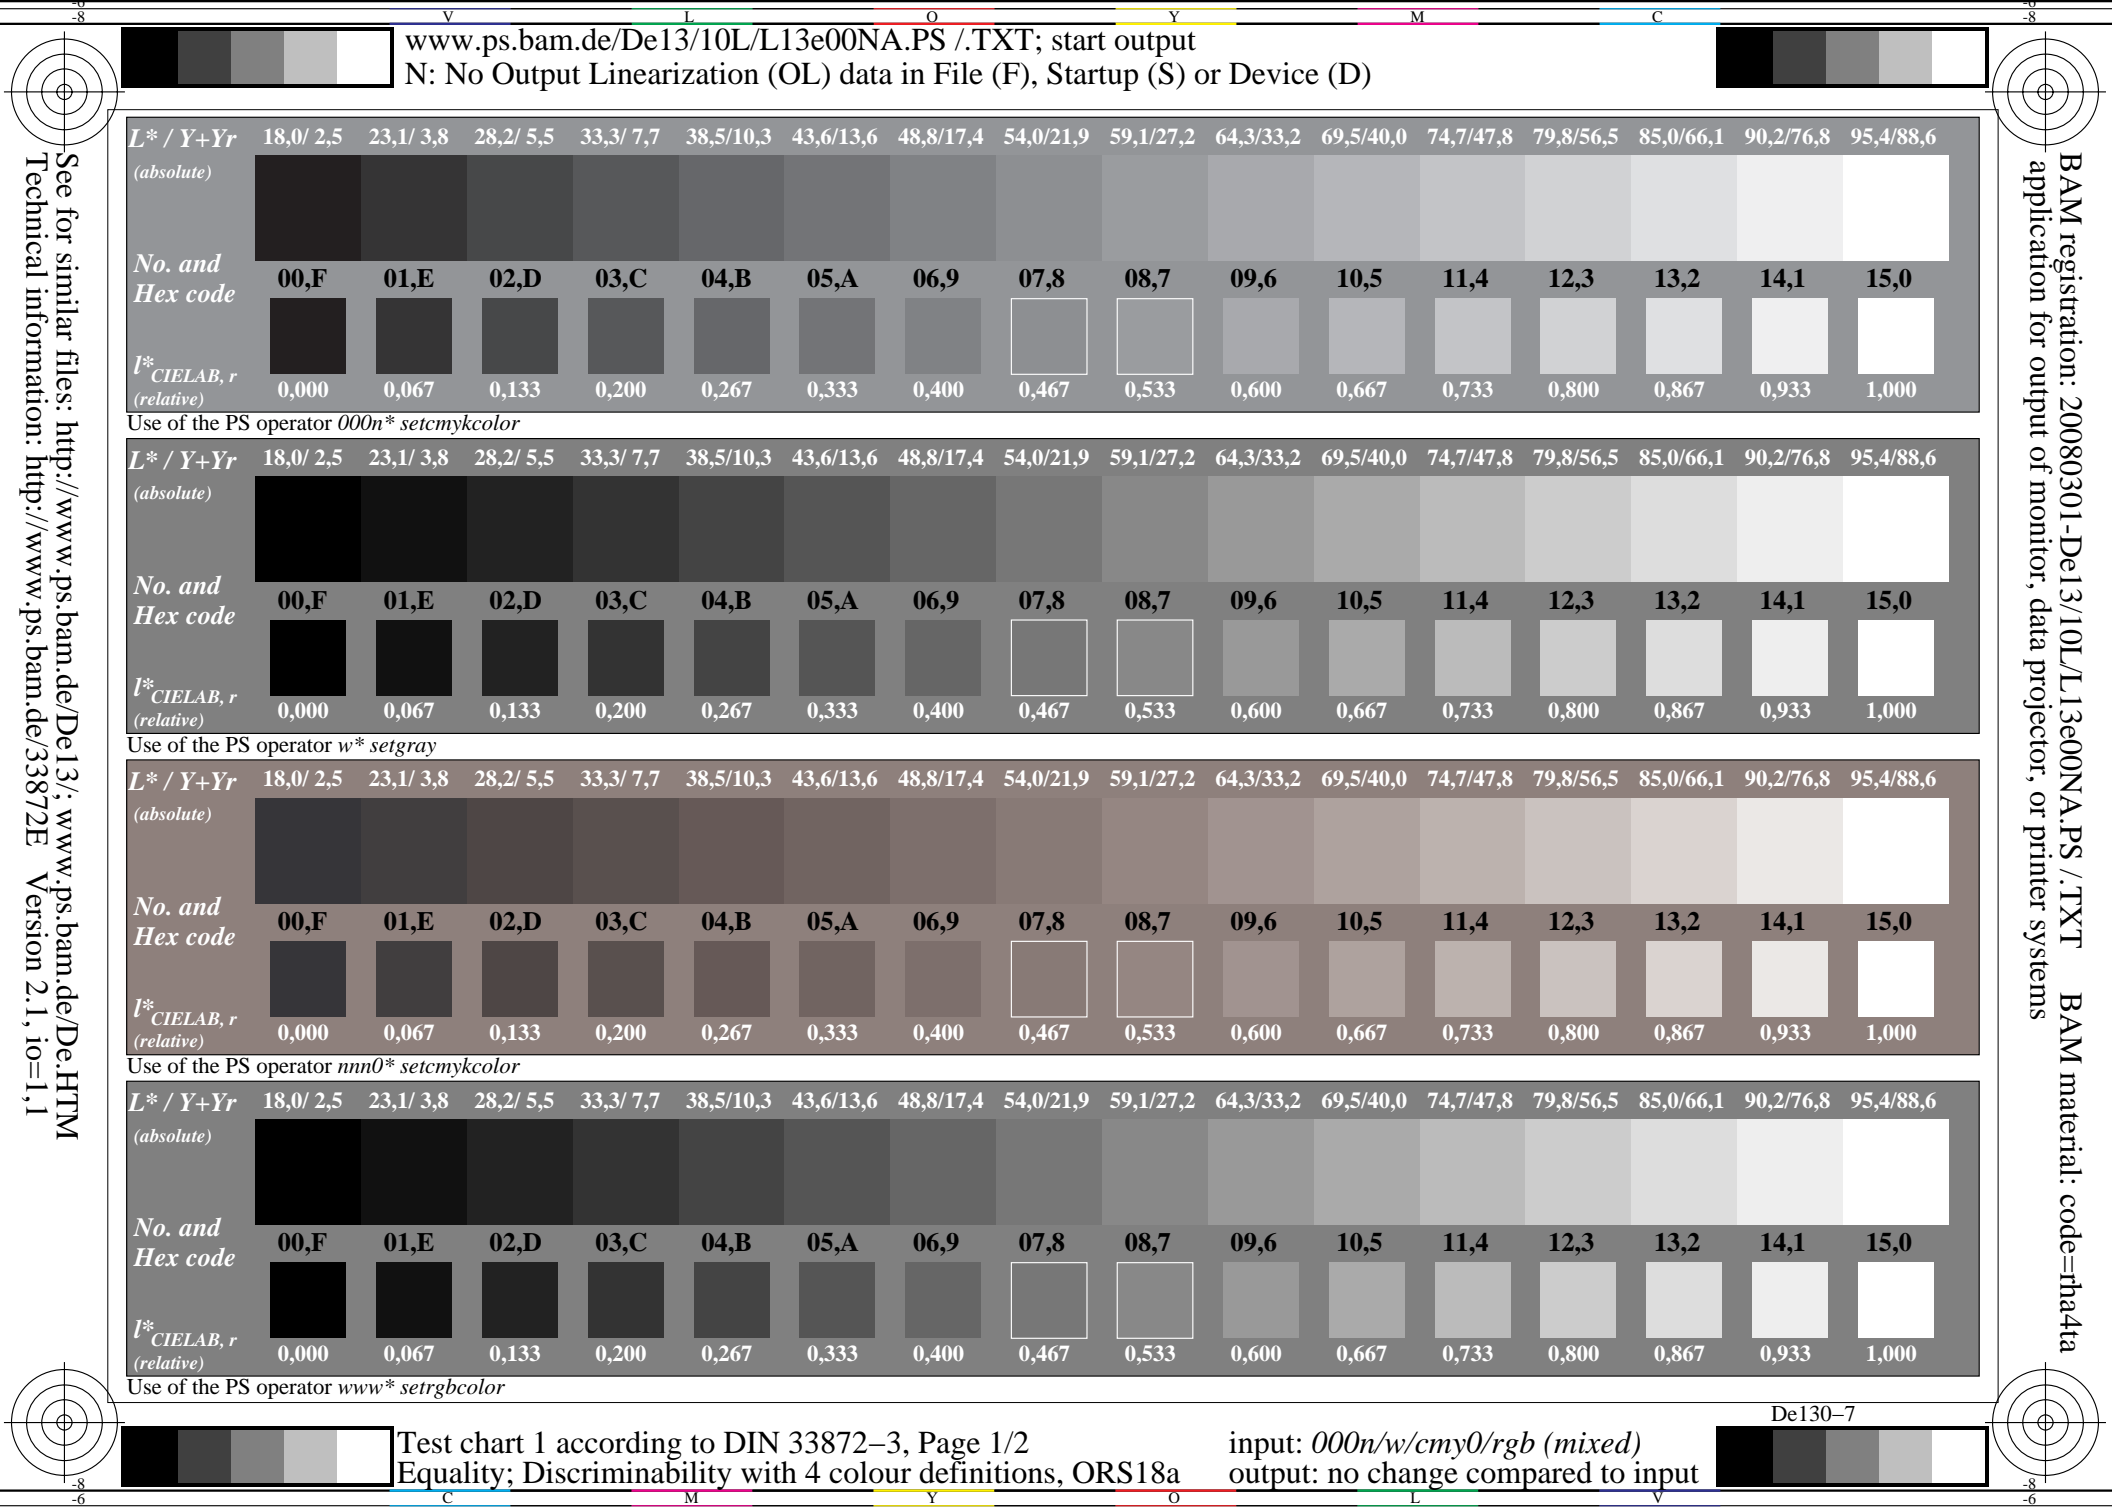 -8 V L O Y M C -8
www.ps.bam.de/De13/10L/L13e00NA.PS /.TXT; start output
N: No Output Linearization (OL) data in File (F), Startup (S) or Device (D)
See for similar files: http://www.ps.bam.de/De13/; www.ps.bam.de/De.HTM
Technical information: http://www.ps.bam.de/33872E Version 2.1, io=1,1
L* / Y+Yr 18,0/ 2,5 23,1/ 3,8 28,2/ 5,5 33,3/ 7,7 38,5/10,3 43,6/13,6 48,8/17,4 54,0/21,9 59,1/27,2 64,3/33,2 69,5/40,0 74,7/47,8 79,8/56,5 85,0/66,1 90,2/76,8 95,4/88,6
(absolute)
No. and
Hex code 00,F 01,E 02,D 03,C 04,B 05,A 06,9 07,8 08,7 09,6 10,5 11,4 12,3 13,2 14,1 15,0
l*CIELAB, r
(relative) 0,000 0,067 0,133 0,200 0,267 0,333 0,400 0,467 0,533 0,600 0,667 0,733 0,800 0,867 0,933 1,000
Use of the PS operator 000n* setcmykcolor
L* / Y+Yr 18,0/ 2,5 23,1/ 3,8 28,2/ 5,5 33,3/ 7,7 38,5/10,3 43,6/13,6 48,8/17,4 54,0/21,9 59,1/27,2 64,3/33,2 69,5/40,0 74,7/47,8 79,8/56,5 85,0/66,1 90,2/76,8 95,4/88,6
(absolute)
No. and
Hex code 00,F 01,E 02,D 03,C 04,B 05,A 06,9 07,8 08,7 09,6 10,5 11,4 12,3 13,2 14,1 15,0
l*CIELAB, r
(relative) 0,000 0,067 0,133 0,200 0,267 0,333 0,400 0,467 0,533 0,600 0,667 0,733 0,800 0,867 0,933 1,000
Use of the PS operator w* setgray
L* / Y+Yr 18,0/ 2,5 23,1/ 3,8 28,2/ 5,5 33,3/ 7,7 38,5/10,3 43,6/13,6 48,8/17,4 54,0/21,9 59,1/27,2 64,3/33,2 69,5/40,0 74,7/47,8 79,8/56,5 85,0/66,1 90,2/76,8 95,4/88,6
(absolute)
No. and
Hex code 00,F 01,E 02,D 03,C 04,B 05,A 06,9 07,8 08,7 09,6 10,5 11,4 12,3 13,2 14,1 15,0
l*CIELAB, r
(relative) 0,000 0,067 0,133 0,200 0,267 0,333 0,400 0,467 0,533 0,600 0,667 0,733 0,800 0,867 0,933 1,000
Use of the PS operator nnn0* setcmykcolor
L* / Y+Yr 18,0/ 2,5 23,1/ 3,8 28,2/ 5,5 33,3/ 7,7 38,5/10,3 43,6/13,6 48,8/17,4 54,0/21,9 59,1/27,2 64,3/33,2 69,5/40,0 74,7/47,8 79,8/56,5 85,0/66,1 90,2/76,8 95,4/88,6
(absolute)
No. and
Hex code 00,F 01,E 02,D 03,C 04,B 05,A 06,9 07,8 08,7 09,6 10,5 11,4 12,3 13,2 14,1 15,0
l*CIELAB, r
(relative) 0,000 0,067 0,133 0,200 0,267 0,333 0,400 0,467 0,533 0,600 0,667 0,733 0,800 0,867 0,933 1,000
Use of the PS operator www* setrgbcolor
BAM registration: 20080301-De13/10L/L13e00NA.PS /.TXT BAM material: code=rha4ta
application for output of monitor, data projector, or printer systems
De130−7
Test chart 1 according to DIN 33872−3, Page 1/2 input: 000n/w/cmy0/rgb (mixed)
Equality; Discriminability with 4 colour definitions, ORS18a output: no change compared to input
-8 -8
-6 C M Y O L V -6